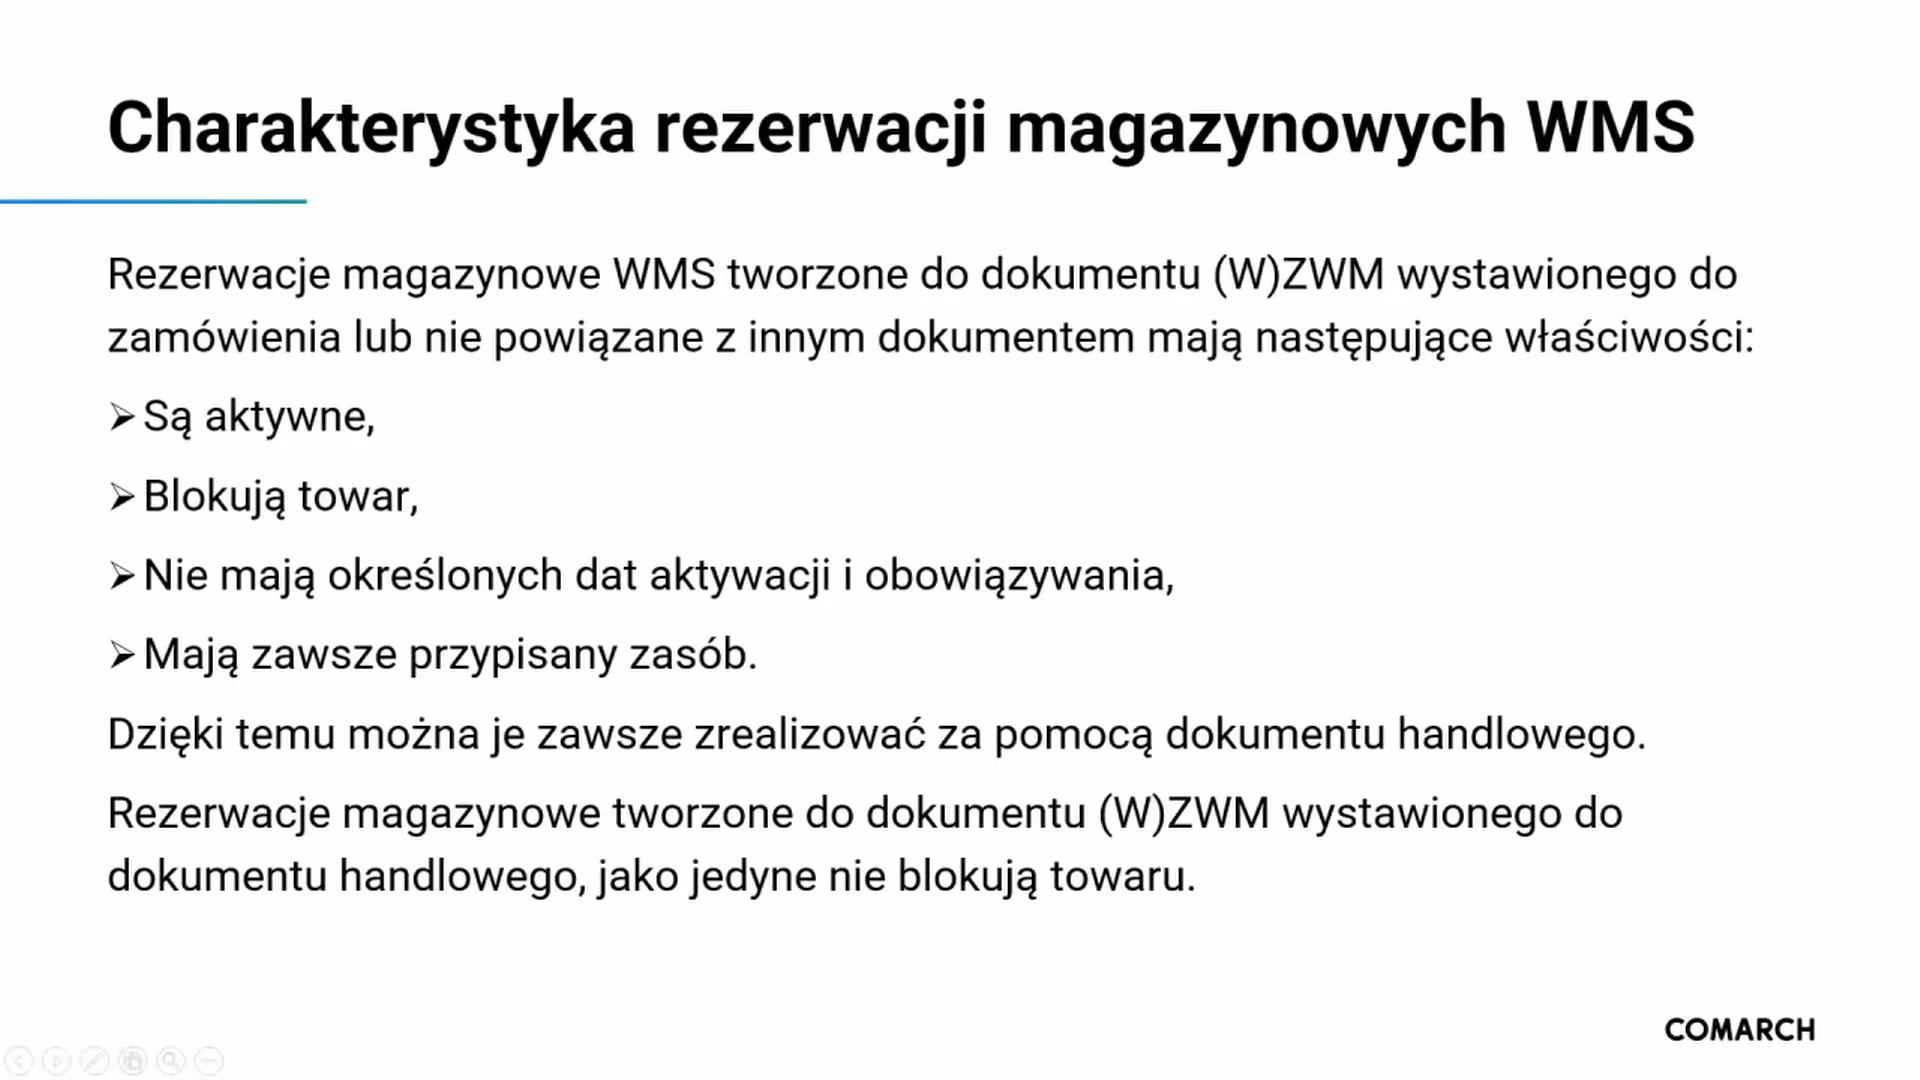 Charakterystyka rezerwacji magazynowych WMS
Rezerwacje magazynowe WMS tworzone do dokumentu (W)ZWM wystawionego do
zamówienia lub nie powiązane z innym dokumentem mają następujące właściwości:
➢ Są aktywne,
➢ Blokują towar,
➢ Nie mają określonych dat aktywacji i obowiązywania,
➢ Mają zawsze przypisany zasób.
Dzięki temu można je zawsze zrealizować za pomocą dokumentu handlowego.
Rezerwacje magazynowe tworzone do dokumentu (W)ZWM wystawionego do
dokumentu handlowego, jako jedyne nie blokują towaru.
COMARCH